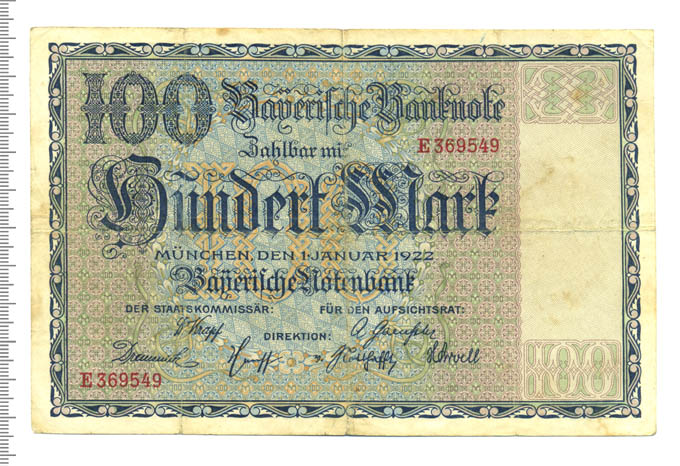 100 Bayerische Banknote
Zahlbar mit
E 369549
Hundert Mark
MÜNCHEN, DEN 1·JANUAR 1922
Bayerische Notenbank
DER STAATSKOMMISSÄR: FÜR DEN AUFSICHTSRAT:
DIREKTION:
E 369549
100